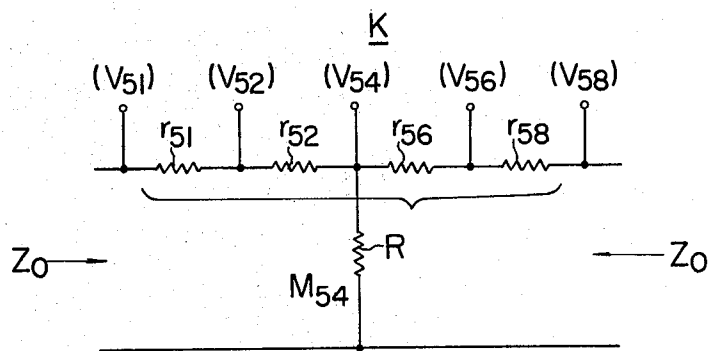 K
(V51) (V52) (V54) (V56) (V58)
r51 r52 r56 r58
Z0 R Z0
M54